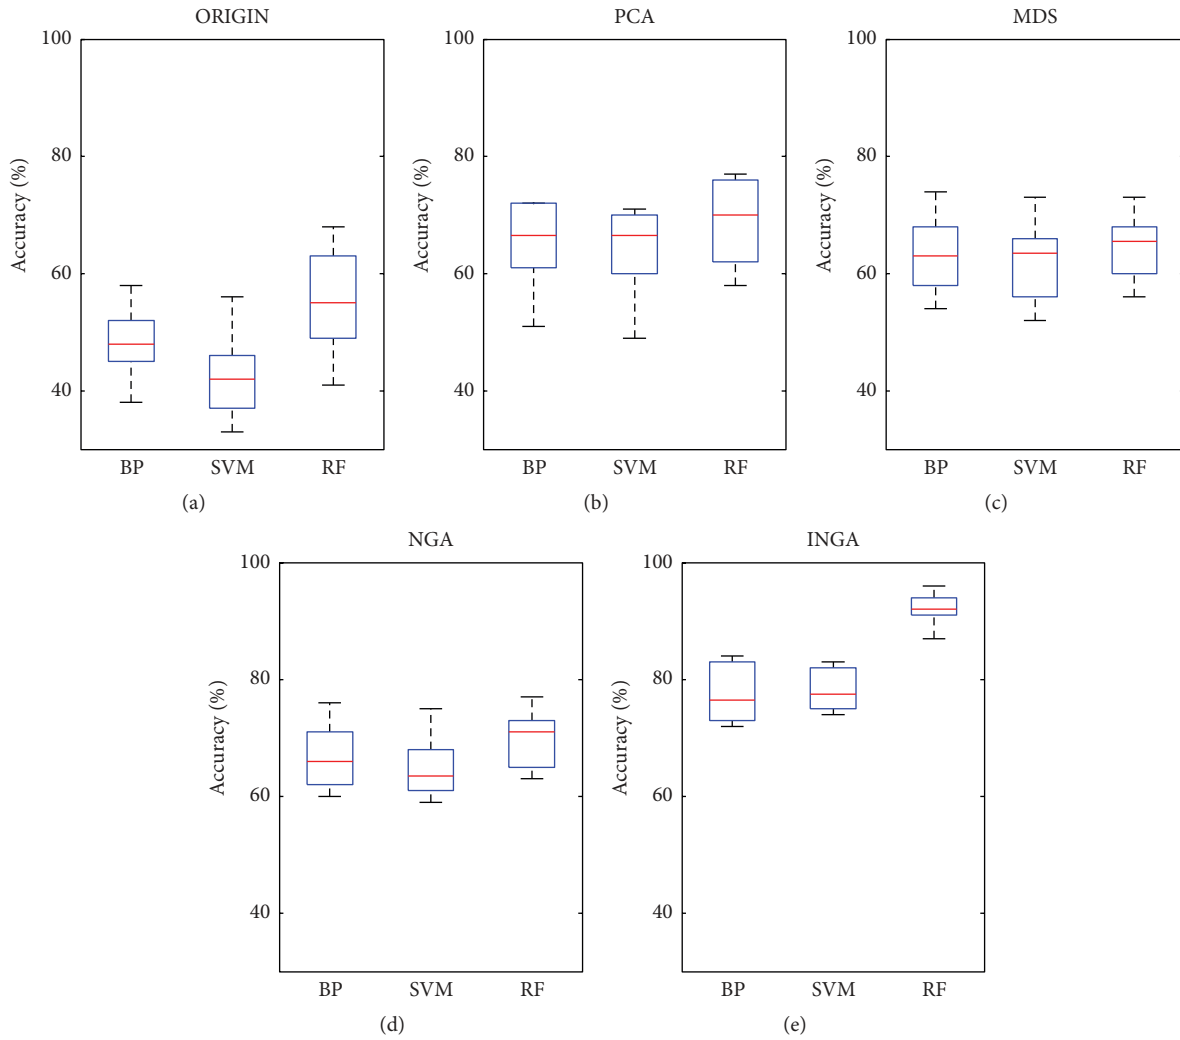 ORIGIN
100
80
60
40
Accuracy (%)
BP SVM RF
(a)
PCA
100
80
60
40
Accuracy (%)
BP SVM RF
(b)
MDS
100
80
60
40
Accuracy (%)
BP SVM RF
(c)
NGA
100
80
60
40
Accuracy (%)
BP SVM RF
(d)
INGA
100
80
60
40
Accuracy (%)
BP SVM RF
(e)